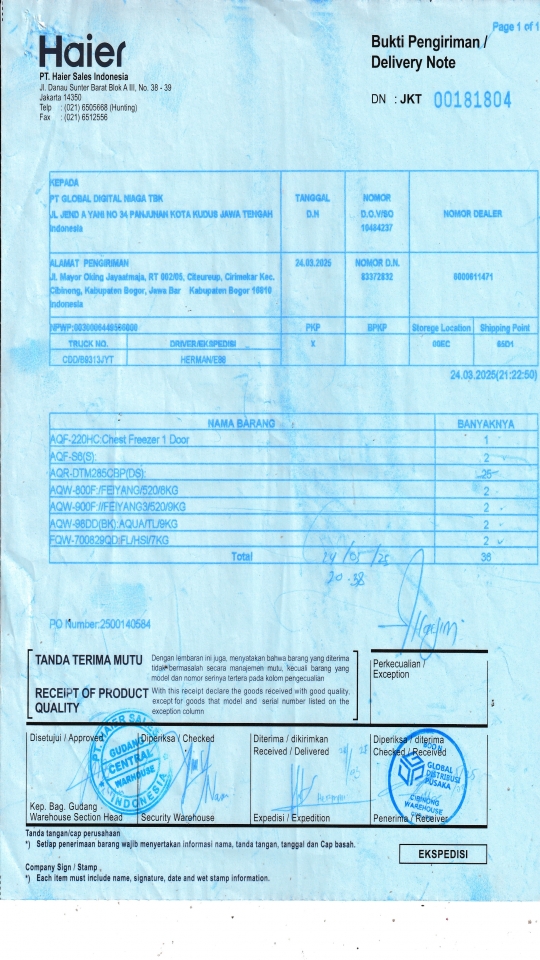 Page 1 of 1
Haier
Bukti Pengiriman /
Delivery Note
PT. Haier Sales Indonesia
Jl. Danau Sunter Barat Blok A III, No. 38 - 39
Jakarta 14350
Telp : (021) 6505668 (Hunting)
Fax : (021) 6512556
DN : JKT 00181804
KEPADA
PT GLOBAL DIGITAL NIAGA TBK
JL JEND A YANI NO 34 PANJUNAN KOTA KUDUS JAWA TENGAH
Indonesia
TANGGAL
D.N
NOMOR
D.O.V/SO
10484237
NOMOR DEALER
ALAMAT PENGIRIMAN
Jl. Mayor Oking Jayaatmaja, RT 002/05, Citeureup, Cirimekar Kec.
Cibinong, Kabupaten Bogor, Jawa Bar Kabupaten Bogor 16810
Indonesia
24.03.2025
NOMOR D.N.
83372832
6000611471
PKP
BPKP
Storege Location
Shipping Point
TRUCK NO.
DRIVER/EKSPEDISI
X
HERMAN/E86
24.03.2025(21:22:50)
NAMA BARANG BANYAKNYA
AQF-220HC:Chest Freezer 1 Door 1
AQF-S6(S): 2
AQR-DTM285CBP(DS): 25
AQW-800F:/FEIYANG/520/8KG 2
AQW-900F://FEIYANG3/520/9KG 2
AQW-98DD(BK):AQUA/TL/9KG 2
FQW-700829QD:FL/HSI/7KG 2
Total 36
20.38
PO Number:2500140584
TANDA TERIMA MUTU
Dengan lembaran ini juga, menyatakan bahwa barang yang diterima
tidak bermasalah secara manajemen mutu, kecuali barang yang
model dan nomor serinya tertera pada kolom pengecualian
RECEIPT OF PRODUCT
QUALITY
With this receipt declare the goods received with good quality,
except for goods that model and serial number listed on the
exception column
Perkecualian /
Exception
Disetujui / Approved
Diperiksa / Checked
Diterima / dikirimkan
Received / Delivered
Diperiksa / diterima
Checked / Received
PT. HAIER SALES
GUDANG
CENTRAL
WAREHOUSE
INDONESIA
GLOBAL
DISTRIBUSI
PUSAKA
CIBINONG
WAREHOUSE
Kep. Bag. Gudang
Warehouse Section Head
Security Warehouse
Expedisi / Expedition
Penerima / Receiver
Tanda tangan/cap perusahaan
*) Setiap penerimaan barang wajib menyertakan informasi nama, tanda tangan, tanggal dan Cap basah.
EKSPEDISI
Company Sign / Stamp
*) Each item must include name, signature, date and wet stamp information.